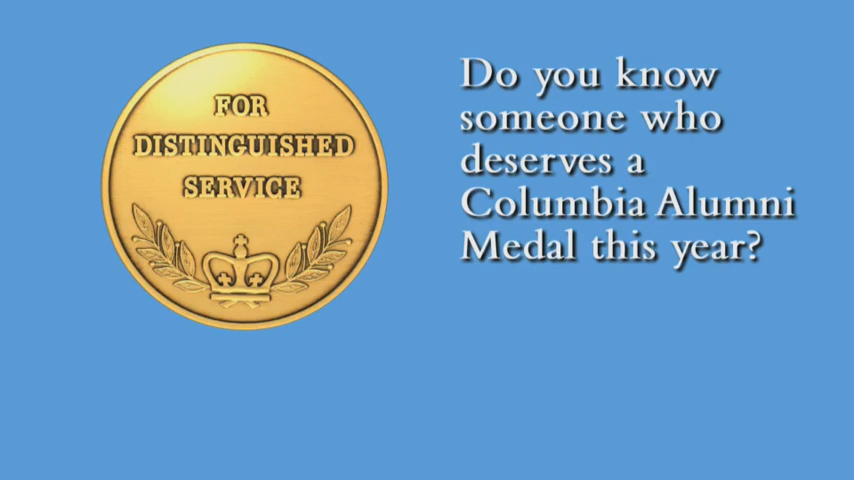 FOR
DISTINGUISHED
SERVICE
Do you know
someone who
deserves a
Columbia Alumni
Medal this year?